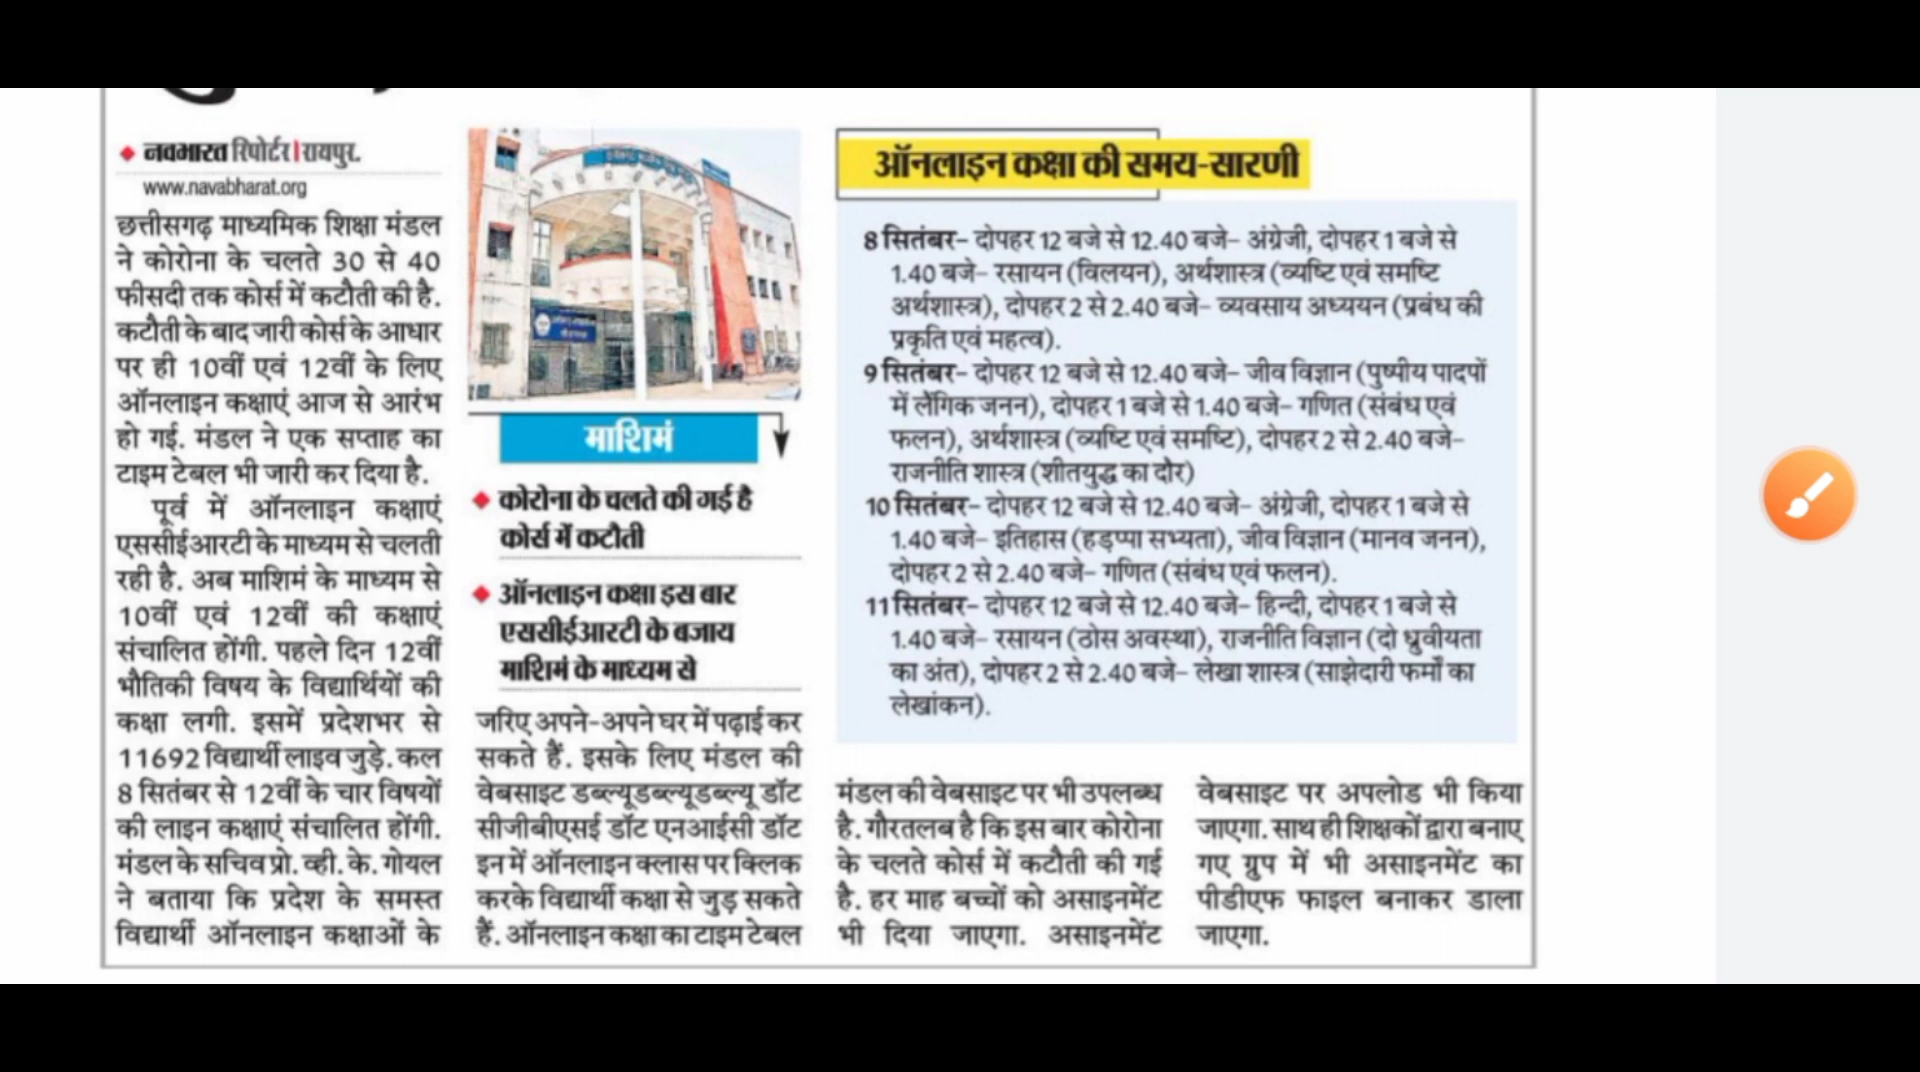 नवभारत रिपोर्टर।रायपुर.
www.navabharat.org
छत्तीसगढ़ माध्यमिक शिक्षा मंडल
ने कोरोना के चलते 30 से 40
फीसदी तक कोर्स में कटौती की है.
कटौती के बाद जारी कोर्स के आधार
पर ही 10वीं एवं 12वीं के लिए
ऑनलाइन कक्षाएं आज से आरंभ
हो गई. मंडल ने एक सप्ताह का
टाइम टेबल भी जारी कर दिया है.
पूर्व में ऑनलाइन कक्षाएं
एससीईआरटी के माध्यम से चलती
रही है. अब माशिमं के माध्यम से
10वीं एवं 12वीं की कक्षाएं
संचालित होंगी. पहले दिन 12वीं
भौतिकी विषय के विद्यार्थियों की
कक्षा लगी. इसमें प्रदेशभर से
11692 विद्यार्थी लाइव जुड़े. कल
8 सितंबर से 12वीं के चार विषयों
की लाइन कक्षाएं संचालित होंगी.
मंडल के सचिव प्रो. व्ही. के. गोयल
ने बताया कि प्रदेश के समस्त
विद्यार्थी ऑनलाइन कक्षाओं के
माशिमं
कोरोना के चलते की गई है
कोर्स में कटौती
ऑनलाइन कक्षा इस बार
एससीईआरटी के बजाय
माशिमं के माध्यम से
जरिए अपने-अपने घर में पढ़ाई कर
सकते हैं. इसके लिए मंडल की
वेबसाइट डब्ल्यूडब्ल्यूडब्ल्यू डॉट
सीजीबीएसई डॉट एनआईसी डॉट
इन में ऑनलाइन क्लास पर क्लिक
करके विद्यार्थी कक्षा से जुड़ सकते
हैं. ऑनलाइन कक्षा का टाइम टेबल
ऑनलाइन कक्षा की समय-सारणी
8 सितंबर- दोपहर 12 बजे से 12.40 बजे- अंग्रेजी, दोपहर 1 बजे से
1.40 बजे- रसायन (विलयन), अर्थशास्त्र (व्यष्टि एवं समष्टि
अर्थशास्त्र), दोपहर 2 से 2.40 बजे- व्यवसाय अध्ययन (प्रबंध की
प्रकृति एवं महत्व).
9 सितंबर- दोपहर 12 बजे से 12.40 बजे- जीव विज्ञान (पुष्पीय पादपों
में लैंगिक जनन), दोपहर 1 बजे से 1.40 बजे- गणित (संबंध एवं
फलन), अर्थशास्त्र (व्यष्टि एवं समष्टि), दोपहर 2 से 2.40 बजे-
राजनीति शास्त्र (शीतयुद्ध का दौर)
10 सितंबर- दोपहर 12 बजे से 12.40 बजे- अंग्रेजी, दोपहर 1 बजे से
1.40 बजे- इतिहास (हड़प्पा सभ्यता), जीव विज्ञान (मानव जनन),
दोपहर 2 से 2.40 बजे- गणित (संबंध एवं फलन).
11 सितंबर- दोपहर 12 बजे से 12.40 बजे- हिन्दी, दोपहर 1 बजे से
1.40 बजे- रसायन (ठोस अवस्था), राजनीति विज्ञान (दो ध्रुवीयता
का अंत), दोपहर 2 से 2.40 बजे- लेखा शास्त्र (साझेदारी फर्मों का
लेखांकन).
मंडल की वेबसाइट पर भी उपलब्ध
है. गौरतलब है कि इस बार कोरोना
के चलते कोर्स में कटौती की गई
है. हर माह बच्चों को असाइनमेंट
भी दिया जाएगा. असाइनमेंट
वेबसाइट पर अपलोड भी किया
जाएगा. साथ ही शिक्षकों द्वारा बनाए
गए ग्रुप में भी असाइनमेंट का
पीडीएफ फाइल बनाकर डाला
जाएगा.